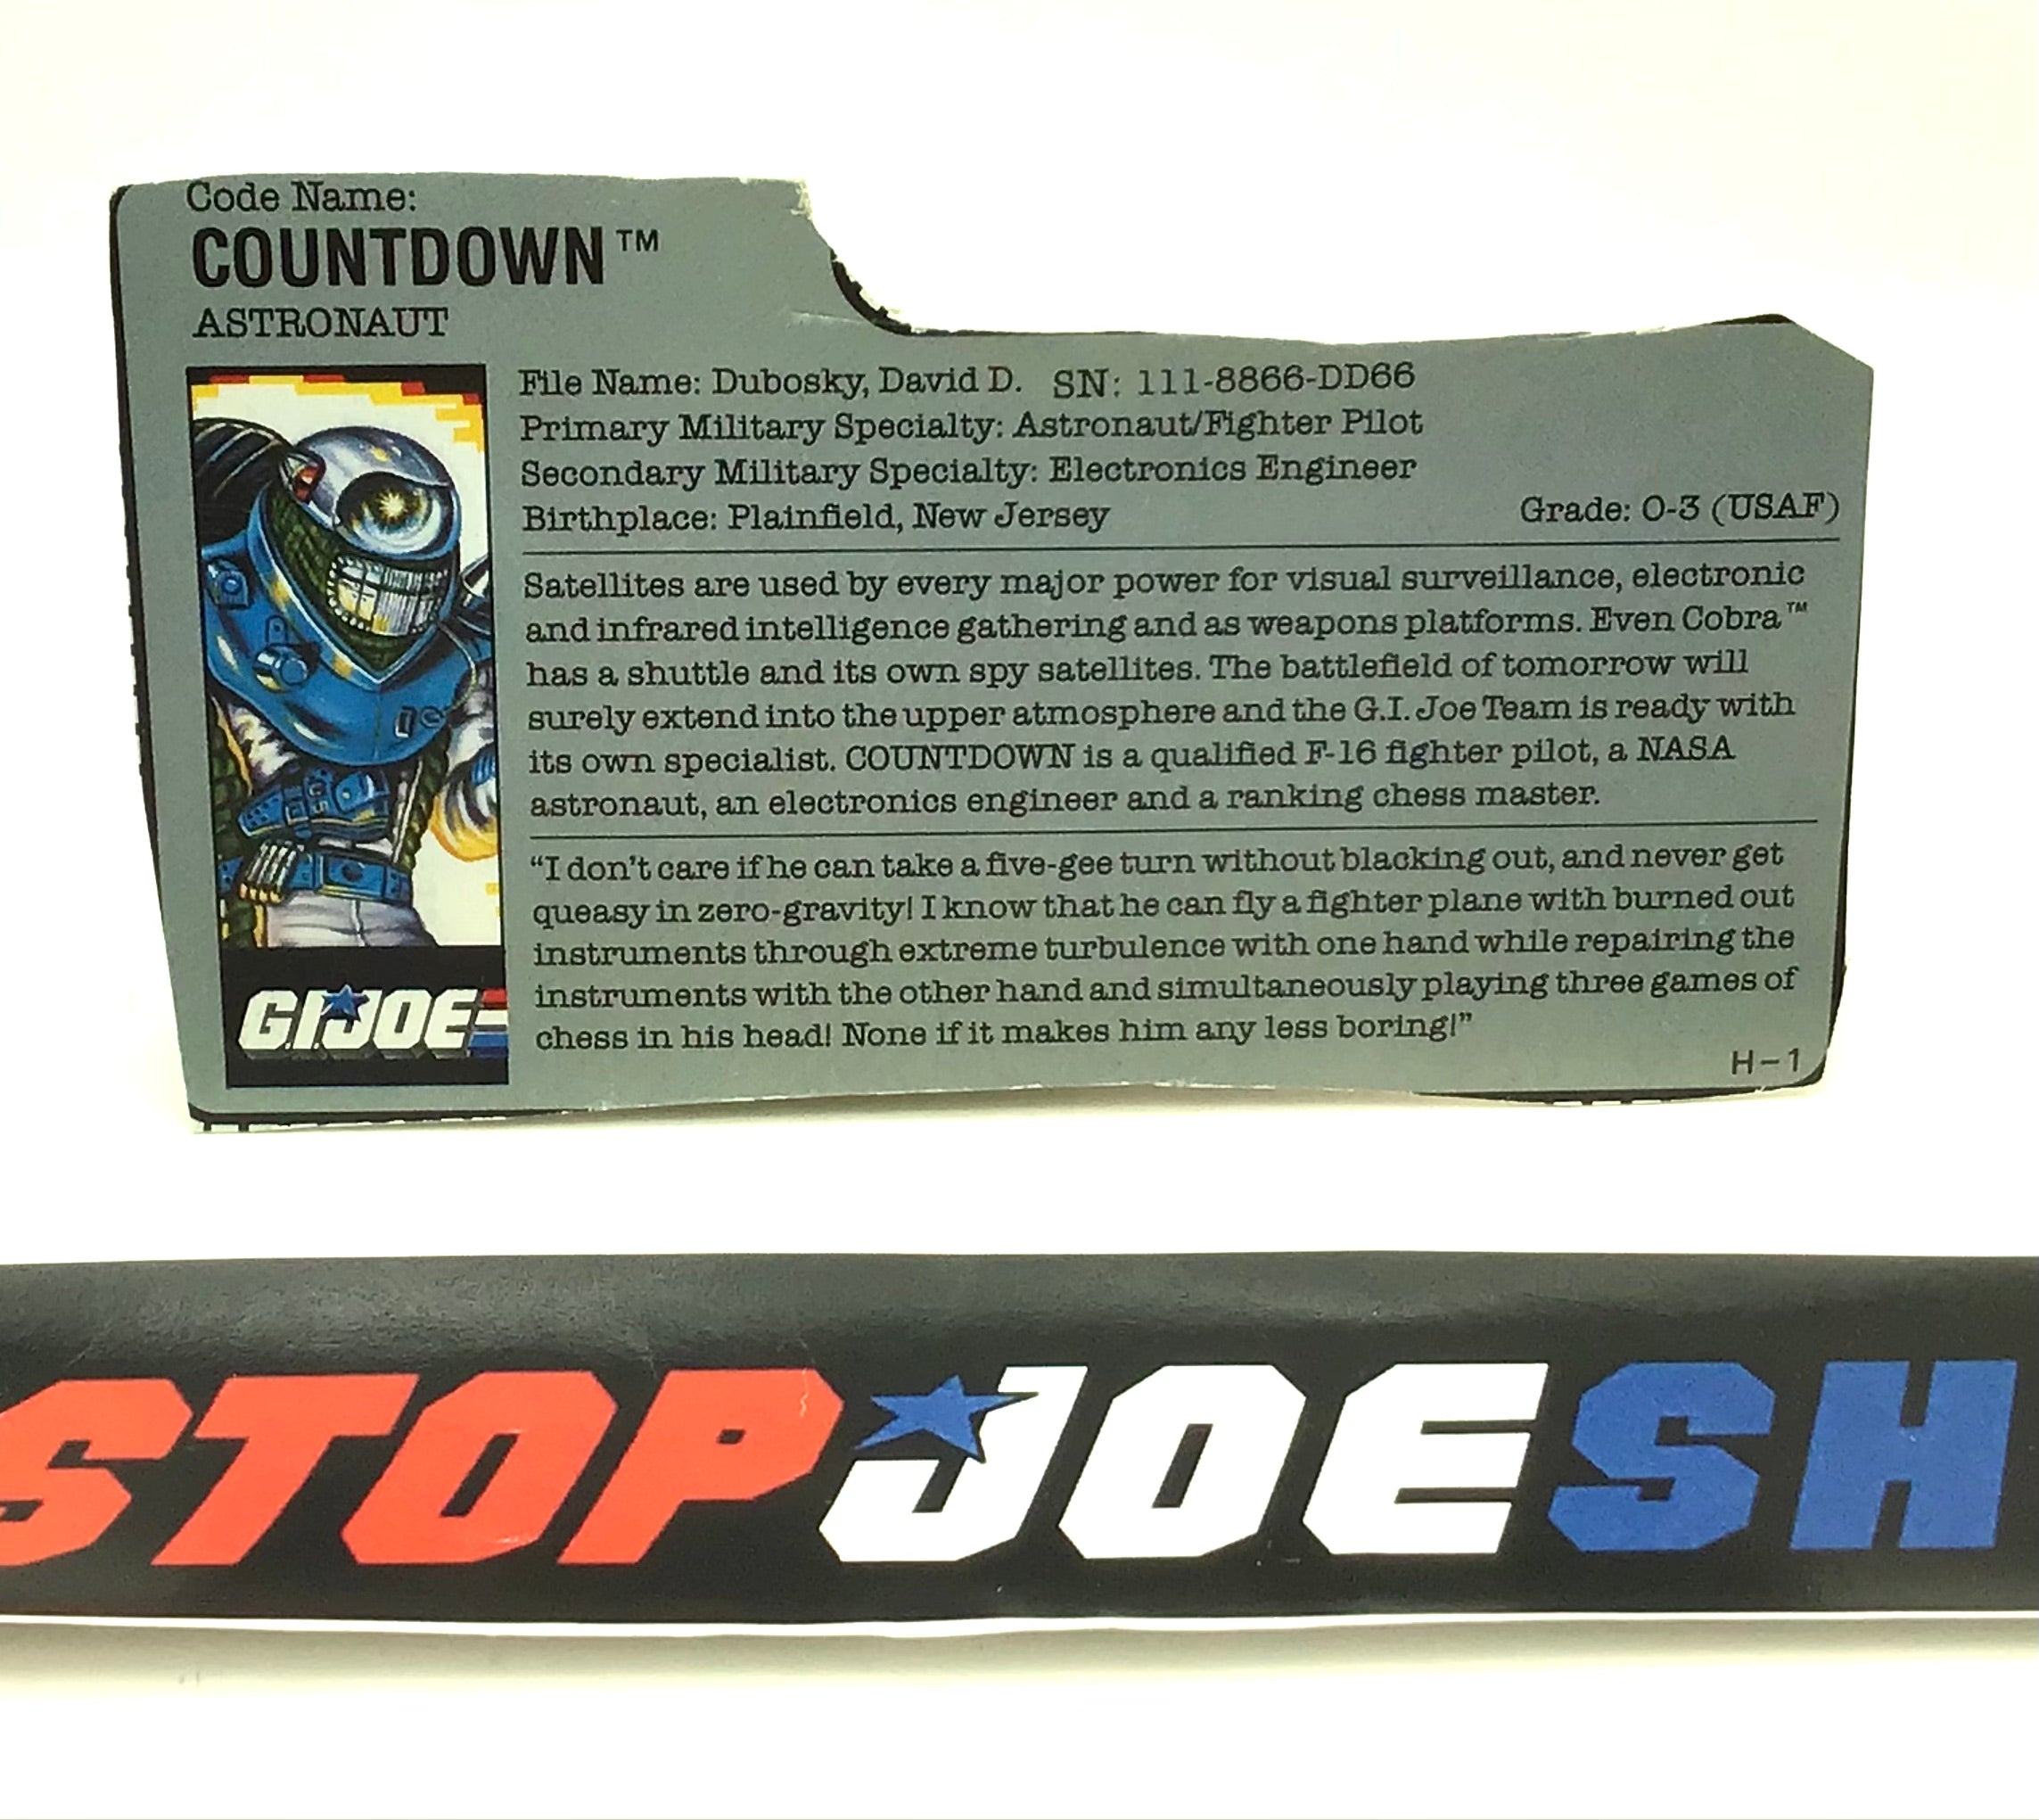 Code Name:
COUNTDOWN™
ASTRONAUT
File Name: Dubosky, David D. SN: 111-8866-DD66
Primary Military Specialty: Astronaut/Fighter Pilot
Secondary Military Specialty: Electronics Engineer
Birthplace: Plainfield, New Jersey Grade: O-3 (USAF)
Satellites are used by every major power for visual surveillance, electronic
and infrared intelligence gathering and as weapons platforms. Even Cobra™
has a shuttle and its own spy satellites. The battlefield of tomorrow will
surely extend into the upper atmosphere and the G.I. Joe Team is ready with
its own specialist. COUNTDOWN is a qualified F-16 fighter pilot, a NASA
astronaut, an electronics engineer and a ranking chess master.
“I don't care if he can take a five-gee turn without blacking out, and never get
queasy in zero-gravity! I know that he can fly a fighter plane with burned out
instruments through extreme turbulence with one hand while repairing the
instruments with the other hand and simultaneously playing three games of
chess in his head! None if it makes him any less boring!”
G.I.JOE
H-1
STOPJOESH